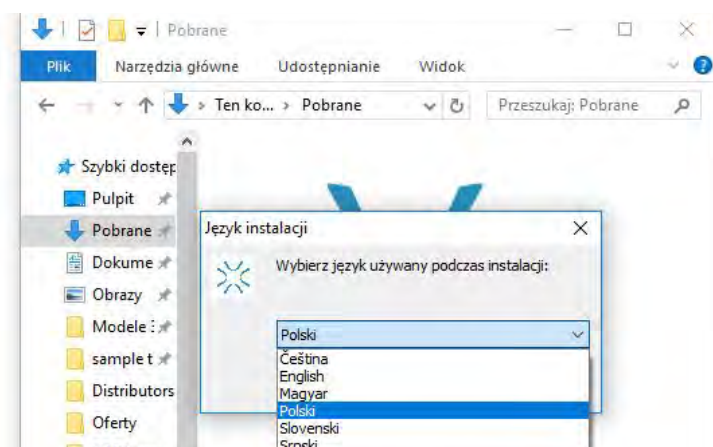 Pobrane
Plik Narzędzia główne Udostępnianie Widok
Ten ko... > Pobrane Przeszukaj: Pobrane
Szybki dostęp
Pulpit
Pobrane
Dokume
Obrazy
Modele
sample t
Distributors
Oferty
Język instalacji
Wybierz język używany podczas instalacji:
Polski
Čeština
English
Magyar
Polski
Slovenski
Srpski